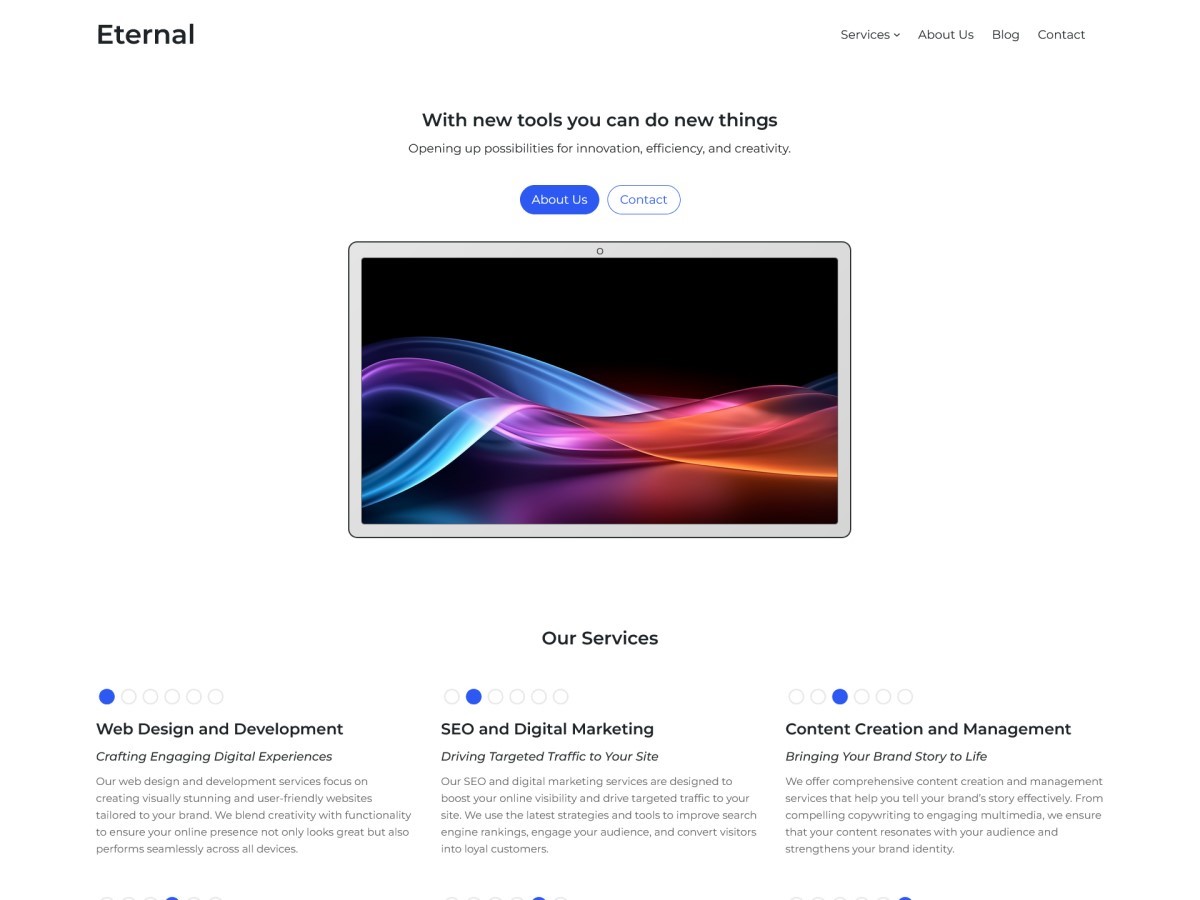 Eternal
Services
About Us
Blog
Contact
With new tools you can do new things
Opening up possibilities for innovation, efficiency, and creativity.
About Us
Contact
Our Services
Web Design and Development
Crafting Engaging Digital Experiences
Our web design and development services focus on
creating visually stunning and user-friendly websites
tailored to your brand. We blend creativity with functionality
to ensure your online presence not only looks great but also
performs seamlessly across all devices.
SEO and Digital Marketing
Driving Targeted Traffic to Your Site
Our SEO and digital marketing services are designed to
boost your online visibility and drive targeted traffic to your
site. We use the latest strategies and tools to improve search
engine rankings, engage your audience, and convert visitors
into loyal customers.
Content Creation and Management
Bringing Your Brand Story to Life
We offer comprehensive content creation and management
services that help you tell your brand’s story effectively. From
compelling copywriting to engaging multimedia, we ensure
that your content resonates with your audience and
strengthens your brand identity.